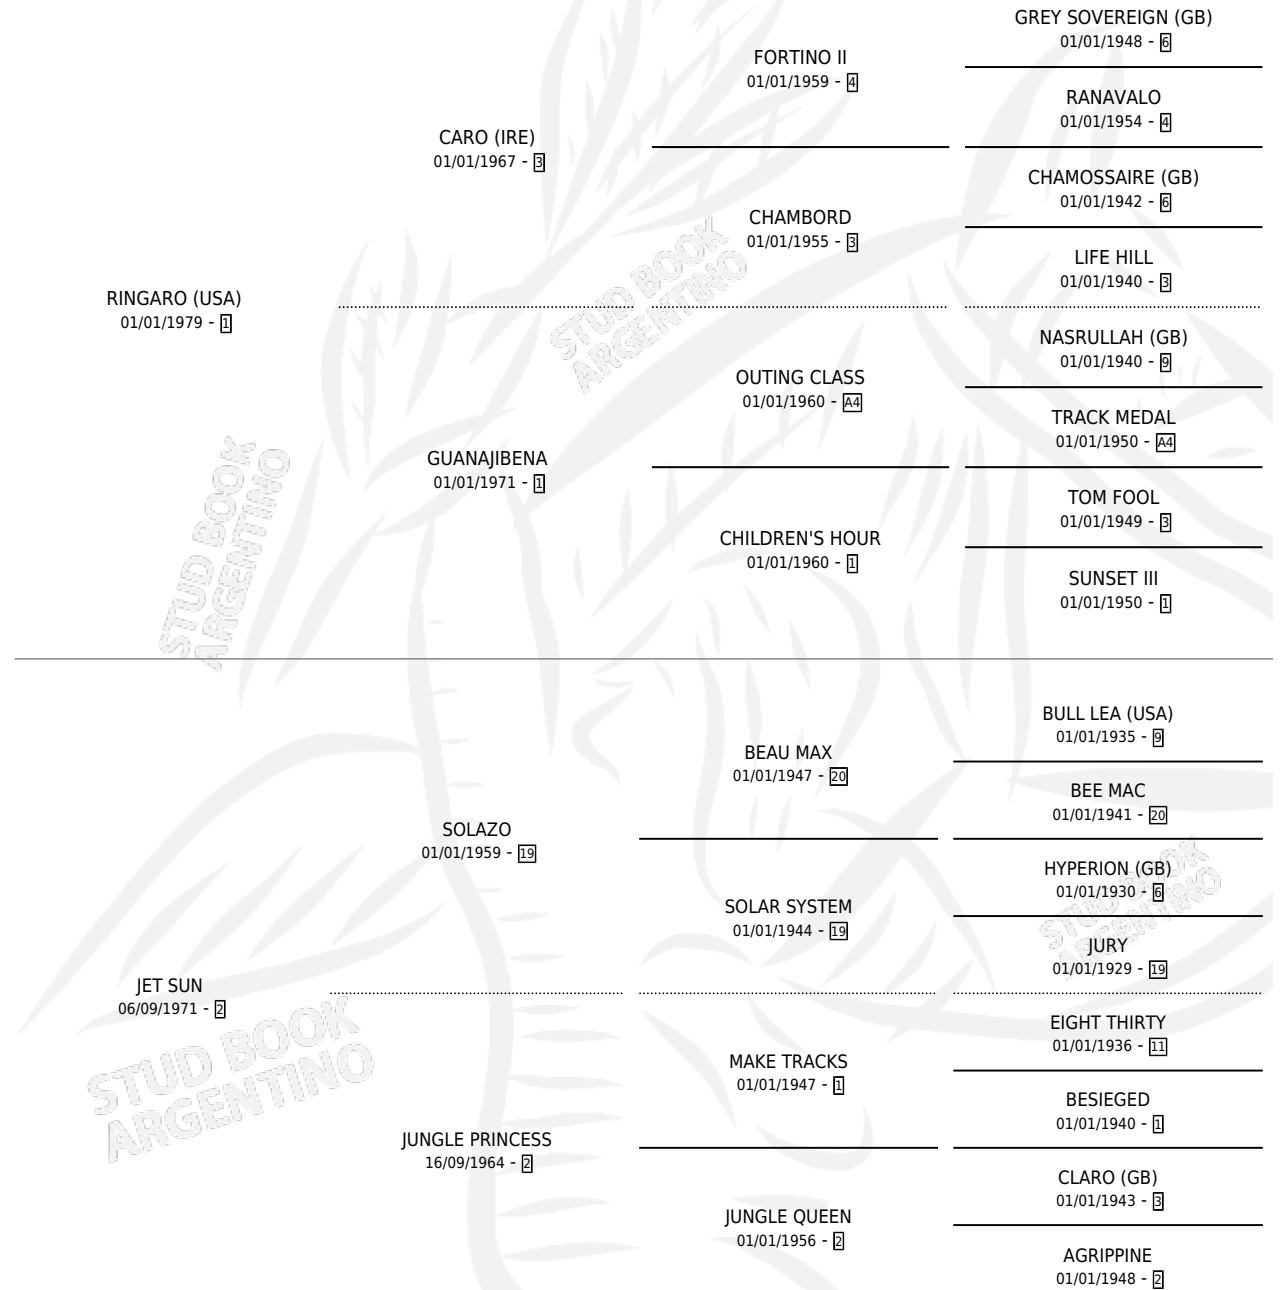 GREY SOVEREIGN (GB)
01/01/1948 - 6
FORTINO II
01/01/1959 - 4
RANAVALO
01/01/1954 - 4
CARO (IRE)
01/01/1967 - 3
CHAMOSSAIRE (GB)
01/01/1942 - 6
CHAMBORD
01/01/1955 - 3
LIFE HILL
01/01/1940 - 3
STUD BOOK
ARGENTINO
RINGARO (USA)
01/01/1979 - 1
NASRULLAH (GB)
01/01/1940 - 9
OUTING CLASS
01/01/1960 - A4
TRACK MEDAL
01/01/1950 - A4
GUANAJIBENA
01/01/1971 - 1
TOM FOOL
01/01/1949 - 3
CHILDREN'S HOUR
01/01/1960 - 1
SUNSET III
01/01/1950 - 1
STUD BOOK
ARGENTINO
BULL LEA (USA)
01/01/1935 - 9
BEAU MAX
01/01/1947 - 20
BEE MAC
01/01/1941 - 20
SOLAZO
01/01/1959 - 19
HYPERION (GB)
01/01/1930 - 6
SOLAR SYSTEM
01/01/1944 - 19
JURY
01/01/1929 - 19
STUD BOOK
ARGENTINO
JET SUN
06/09/1971 - 2
EIGHT THIRTY
01/01/1936 - 11
MAKE TRACKS
01/01/1947 - 1
BESIEGED
01/01/1940 - 1
STUD BOOK
ARGENTINO
JUNGLE PRINCESS
16/09/1964 - 2
CLARO (GB)
01/01/1943 - 3
JUNGLE QUEEN
01/01/1956 - 2
AGRIPPINE
01/01/1948 - 2